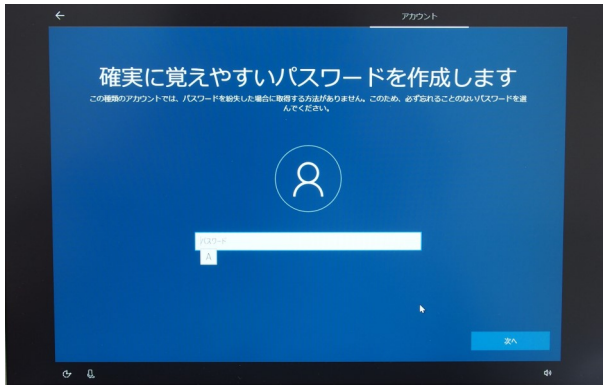 アカウント
確実に覚えやすいパスワードを作成します
この種類のアカウントでは、パスワードを紛失した場合に取得する方法がありません。このため、必ず忘れることのないパスワードを選
んでください。
パスワード
A
次へ